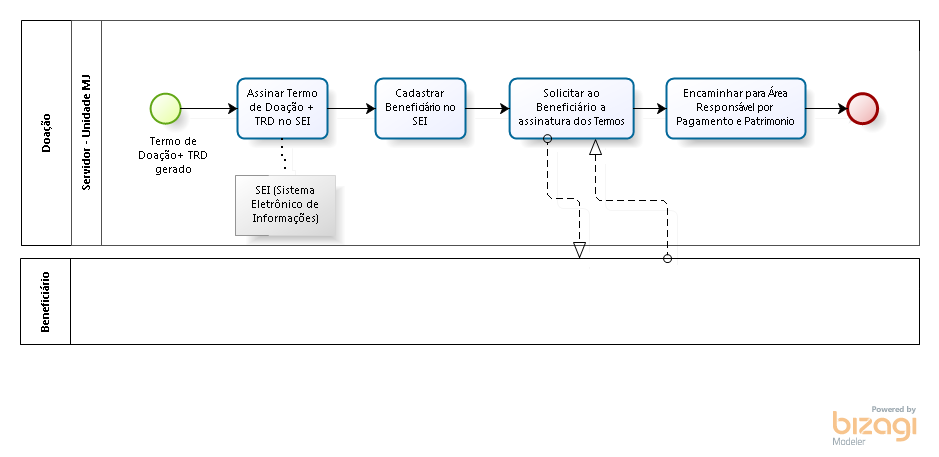 Doação
Servidor - Unidade MJ
Termo de
Doação+ TRD
gerado
Assinar Termo
de Doação +
TRD no SEI
SEI (Sistema
Eletrônico de
Informações)
Cadastrar
Benefidário no
SEI
Solicitar ao
Beneficiário a
assinatura dos Termos
Encaminhar para Área
Responsável por
Pagamento e Patrimonio
Beneficiário
Powered by
bizagi
Modeler